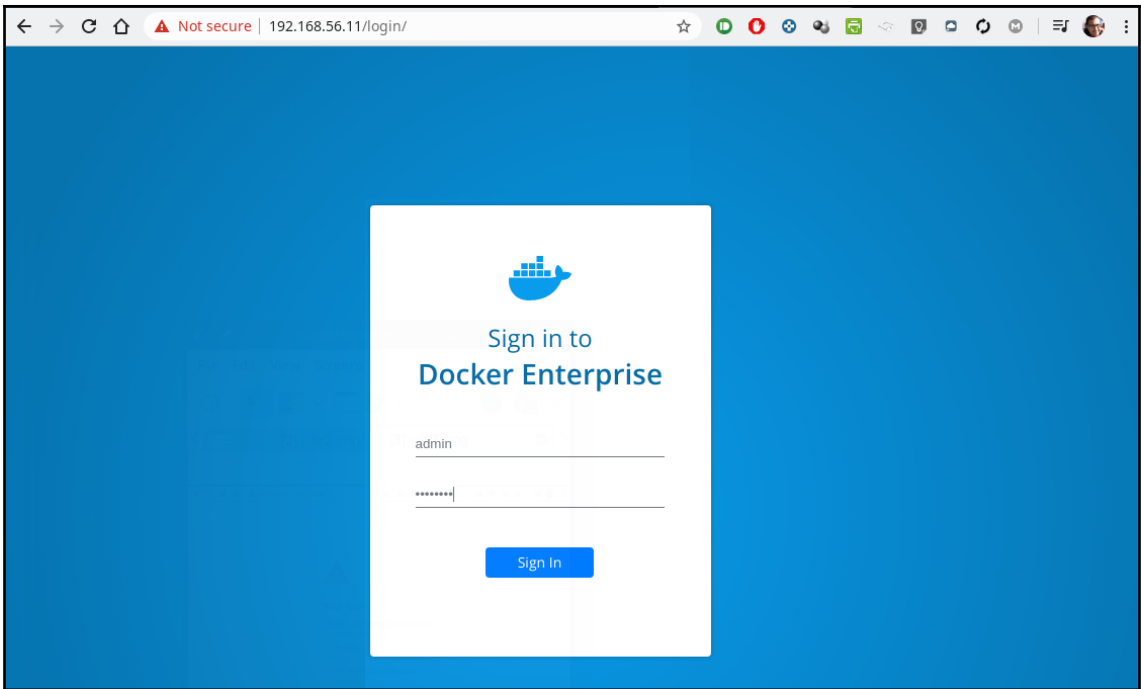 Not secure | 192.168.56.11/login/
Sign in to
Docker Enterprise
admin
••••••••
Sign In